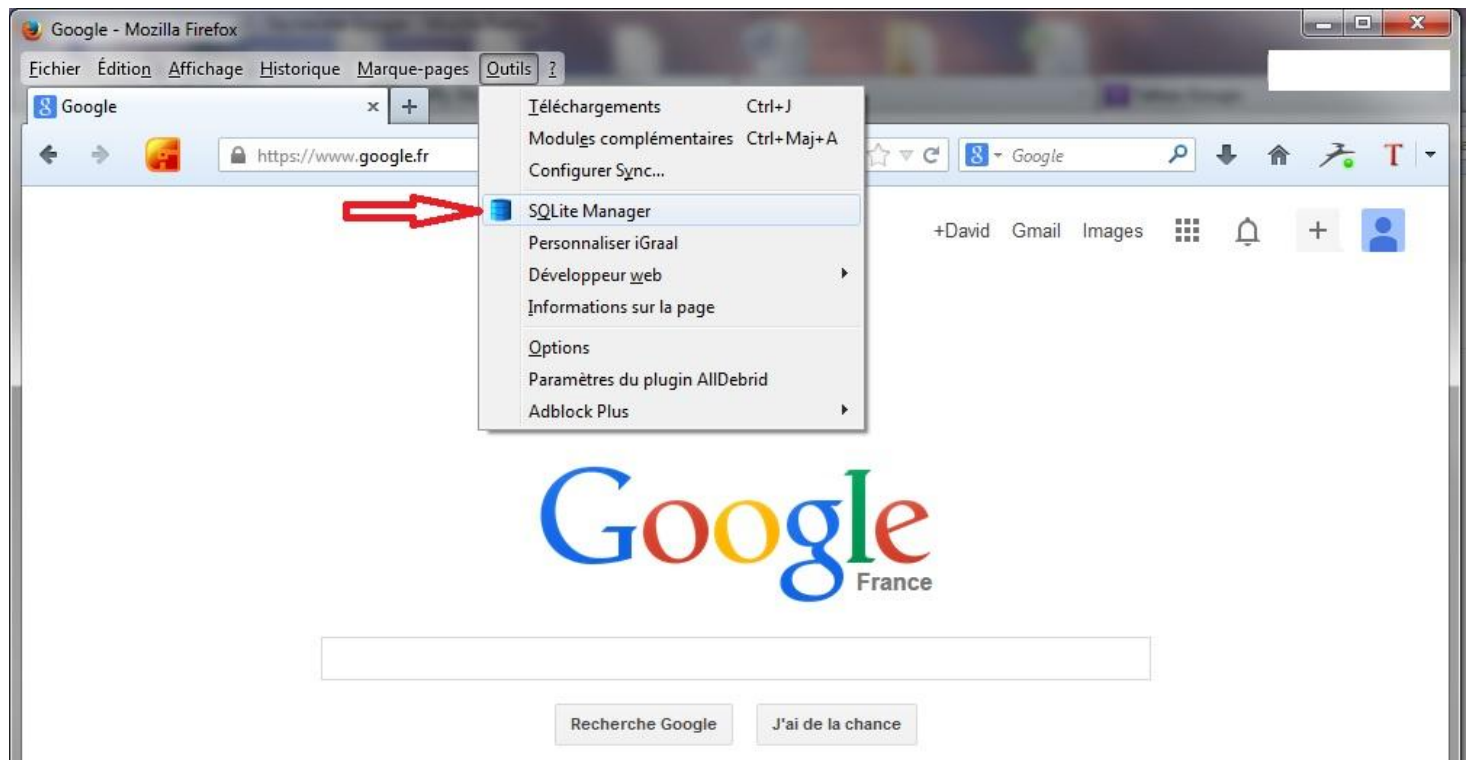 Google - Mozilla Firefox
Fichier Édition Affichage Historique Marque-pages Outils ?
Google
Téléchargements Ctrl+J
Modules complémentaires Ctrl+Maj+A
https://www.google.fr
Google
T
Configurer Sync...
SQLite Manager
+David Gmail Images
Personnaliser iGraal
Développeur web
Informations sur la page
Options
Paramètres du plugin AllDebrid
Adblock Plus
Google
France
Recherche Google J'ai de la chance